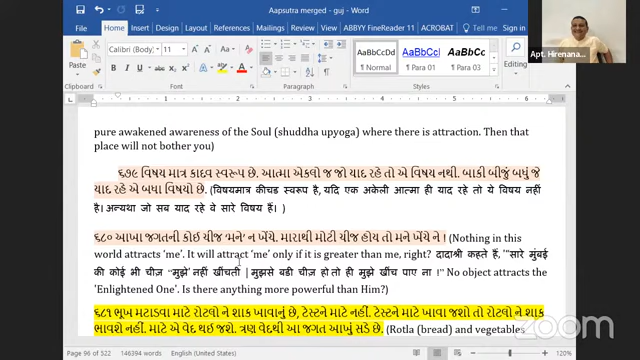 Aapsutra merged - guj - Word
File Home Insert Design Layout References Mailings Review View ABBYY FineReader 11 ACROBAT Tell me
Calibri (Body) 11
AaBbCcDd AaBbCcI AaBbCcI
¶ Normal ¶ Para 01 ¶ Para 03
Clipboard Font Paragraph Styles
Paste Editing
Apt. Hirenana...
pure awakened awareness of the Soul (shuddha upyoga) where there is attraction. Then that
place will not bother you)
૬૭૯ વિષય માત્ર કાદવ સ્વરૂપ છે. આત્મા એકલો જ જો યાદ રહે તો એ વિષય નથી. બાકી બીજું બધું જે
યાદ રહે એ બધા વિષયો છે. (विषयमात्र कीचड स्वरूप है, यदि एक अकेली आत्मा ही याद रहे तो ये विषय नहीं
है। अन्यथा जो सब याद रहे वे सारे विषय हैं। )
૬૮૦ આખા જગતની કોઈ ચીજ 'મને' ન ખેંચે. મારાથી મોટી ચીજ હોય તો મને ખેંચે ને ! (Nothing in this
world attracts 'me'. It will attract 'me' only if it is greater than me, right? दादाश्री कहते हैं, "सारे मुंबई
की कोई भी चीज़ "मुझे' नहीं खींचती | मुझसे बडी चीज़ हो तो ही मुझे खींच पाए ना !" No object attracts the
'Enlightened One'. Is there anything more powerful than Him?)
૬૮૧ ભૂખ મટાડવા માટે રોટલો ને શાક ખાવાનું છે, ટેસ્ટને માટે નહીં. ટેસ્ટને માટે ખાવા જશો તો રોટલો ને શાક
ભાવશે નહીં. માટે એ વેદ થઈ જશે. ત્રણ વેદથી આ જગત આખું સડે છે. (Rotla (bread) and vegetables
Page 96 of 522 146394 words English (United States) 120%